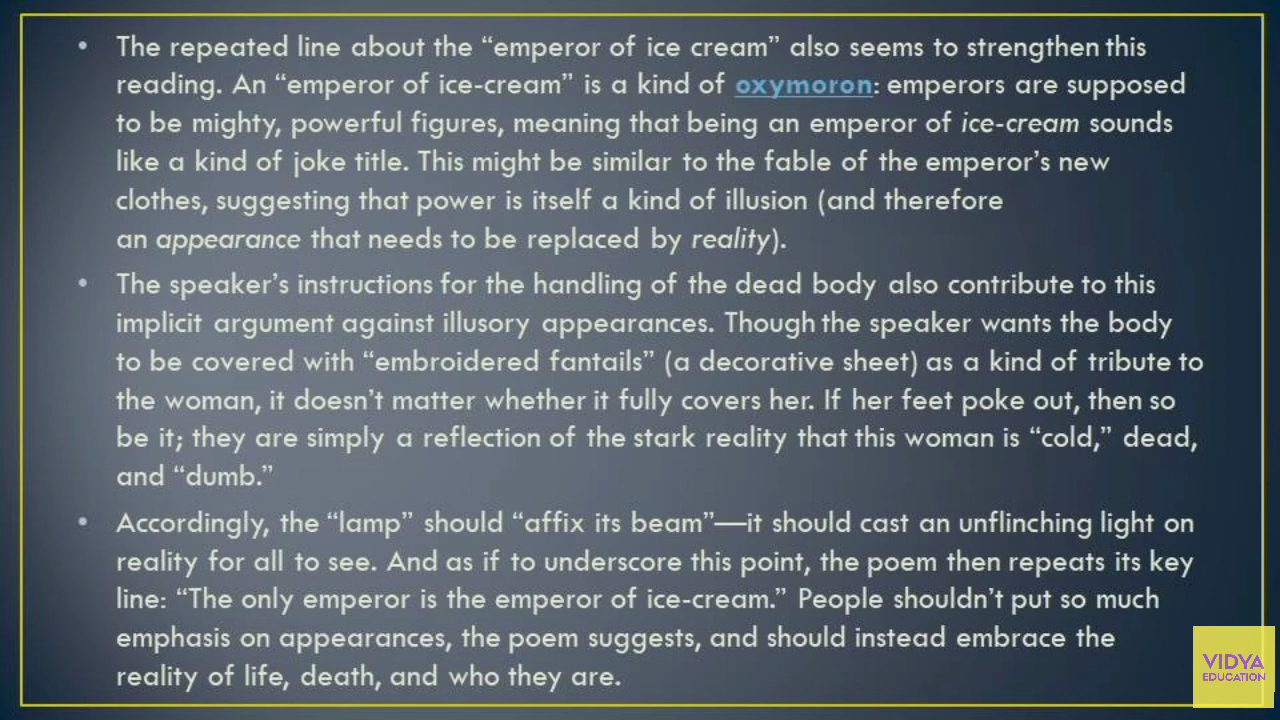 • The repeated line about the “emperor of ice cream” also seems to strengthen this
reading. An “emperor of ice-cream” is a kind of oxymoron: emperors are supposed
to be mighty, powerful figures, meaning that being an emperor of ice-cream sounds
like a kind of joke title. This might be similar to the fable of the emperor’s new
clothes, suggesting that power is itself a kind of illusion (and therefore
an appearance that needs to be replaced by reality).
• The speaker’s instructions for the handling of the dead body also contribute to this
implicit argument against illusory appearances. Though the speaker wants the body
to be covered with “embroidered fantails” (a decorative sheet) as a kind of tribute to
the woman, it doesn’t matter whether it fully covers her. If her feet poke out, then so
be it; they are simply a reflection of the stark reality that this woman is “cold,” dead,
and “dumb.”
• Accordingly, the “lamp” should “affix its beam”—it should cast an unflinching light on
reality for all to see. And as if to underscore this point, the poem then repeats its key
line: “The only emperor is the emperor of ice-cream.” People shouldn’t put so much
emphasis on appearances, the poem suggests, and should instead embrace the
reality of life, death, and who they are.
VIDYA
EDUCATION